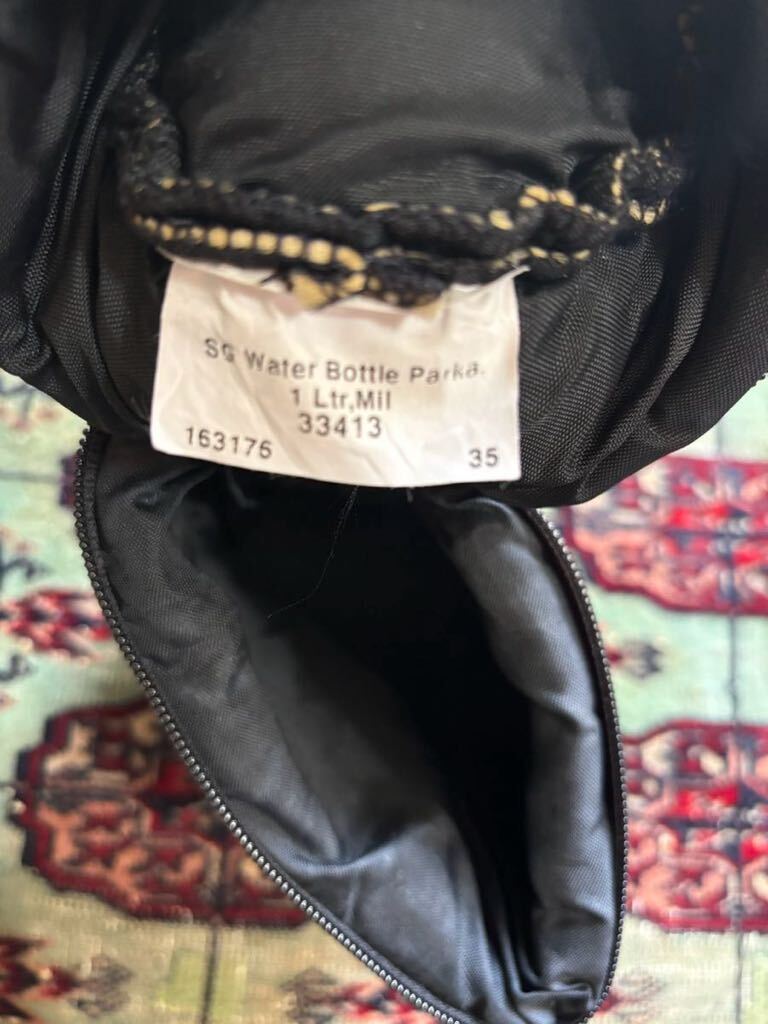 SG Water Bottle Parka.
1 Ltr,Mil
33413
163176 35